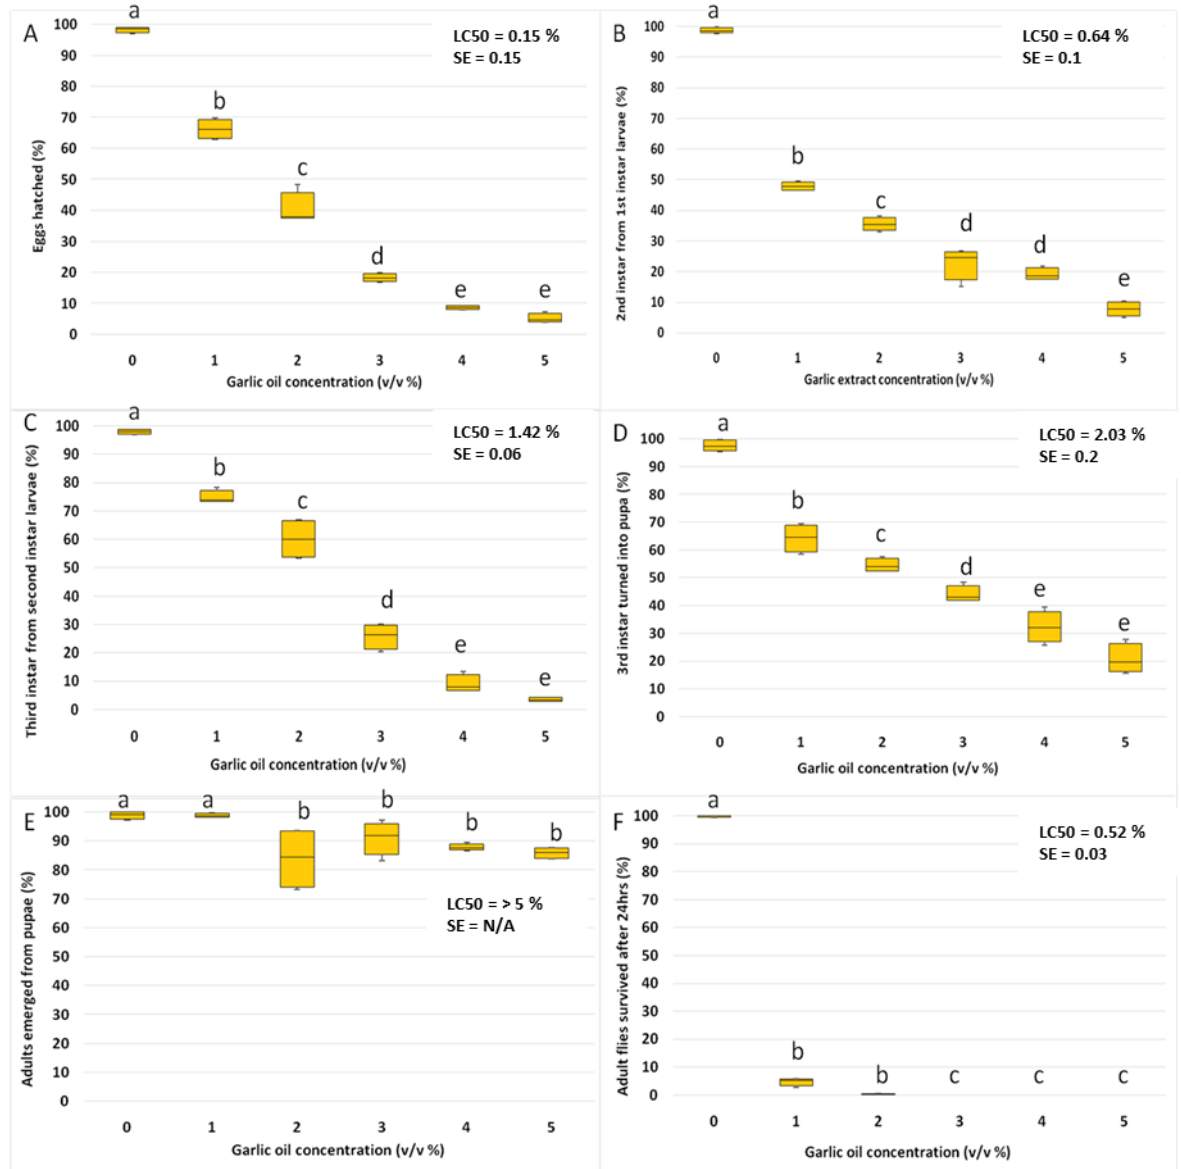 A
Eggs hatched (%)
100
90
80
70
60
50
40
30
20
10
0
a
b
c
d
e
e
LC50 = 0.15 %
SE = 0.15
0 1 2 3 4 5
Garlic oil concentration (v/v %)
B
2nd instar from 1st instar larvae (%)
100
90
80
70
60
50
40
30
20
10
0
a
b
c
d
d
e
LC50 = 0.64 %
SE = 0.1
0 1 2 3 4 5
Garlic extract concentration (v/v %)
C
Third instar from second instar larvae (%)
100
90
80
70
60
50
40
30
20
10
0
a
b
c
d
e
e
LC50 = 1.42 %
SE = 0.06
0 1 2 3 4 5
Garlic oil concentration (v/v %)
D
3rd instar turned into pupa (%)
100
90
80
70
60
50
40
30
20
10
0
a
b
c
d
e
e
LC50 = 2.03 %
SE = 0.2
0 1 2 3 4 5
Garlic oil concentration (v/v %)
E
Adults emerged from pupae (%)
100
90
80
70
60
50
40
30
20
10
0
a
a
b
b
b
b
LC50 = > 5 %
SE = N/A
0 1 2 3 4 5
Garlic oil concentration (v/v %)
F
Adult flies survived after 24hrs (%)
100
90
80
70
60
50
40
30
20
10
0
a
b
b
c
c
c
LC50 = 0.52 %
SE = 0.03
0 1 2 3 4 5
Garlic oil concentration (v/v %)